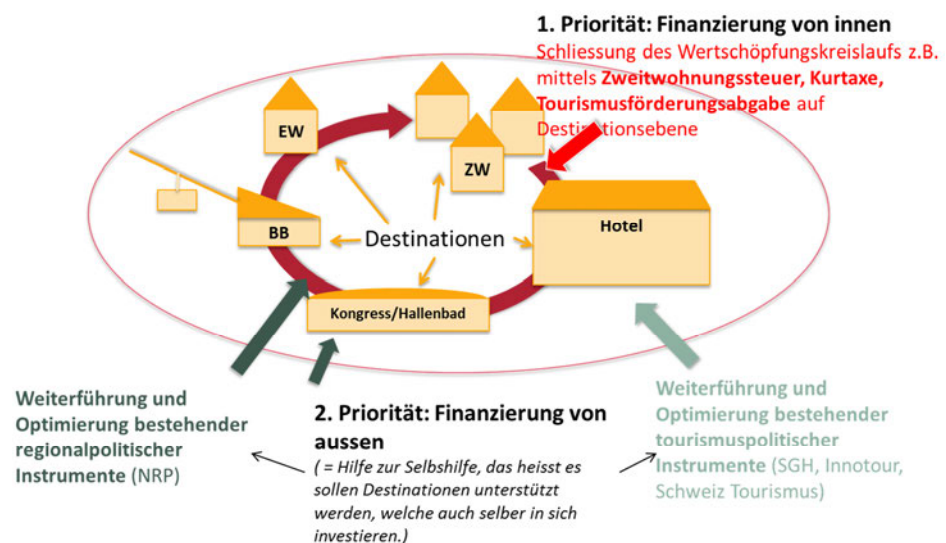 1. Priorität: Finanzierung von innen
Schliessung des Wertschöpfungskreislaufs z.B.
mittels Zweitwohnungssteuer, Kurtaxe,
Tourismusförderungsabgabe auf
Destinationsebene
EW
ZW
BB
Destinationen
Hotel
Kongress/Hallenbad
Weiterführung und
Optimierung bestehender
regionalpolitischer
Instrumente (NRP)
2. Priorität: Finanzierung von
aussen
( = Hilfe zur Selbshilfe, das heisst es
sollen Destinationen unterstützt
werden, welche auch selber in sich
investieren.)
Weiterführung und
Optimierung bestehender
tourismuspolitischer
Instrumente (SGH, Innotour,
Schweiz Tourismus)